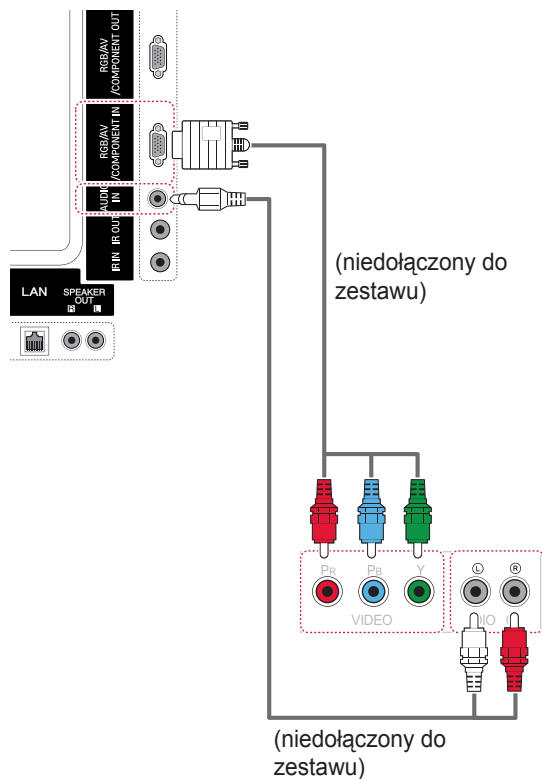 RGB/AV
/COMPONENT OUT
RGB/AV
/COMPONENT IN
AUDIO
IN
IR OUT
IR IN
LAN
SPEAKER
OUT
R L
(niedołączony do
zestawu)
PR PB Y
L R
VIDEO
(niedołączony do
zestawu)